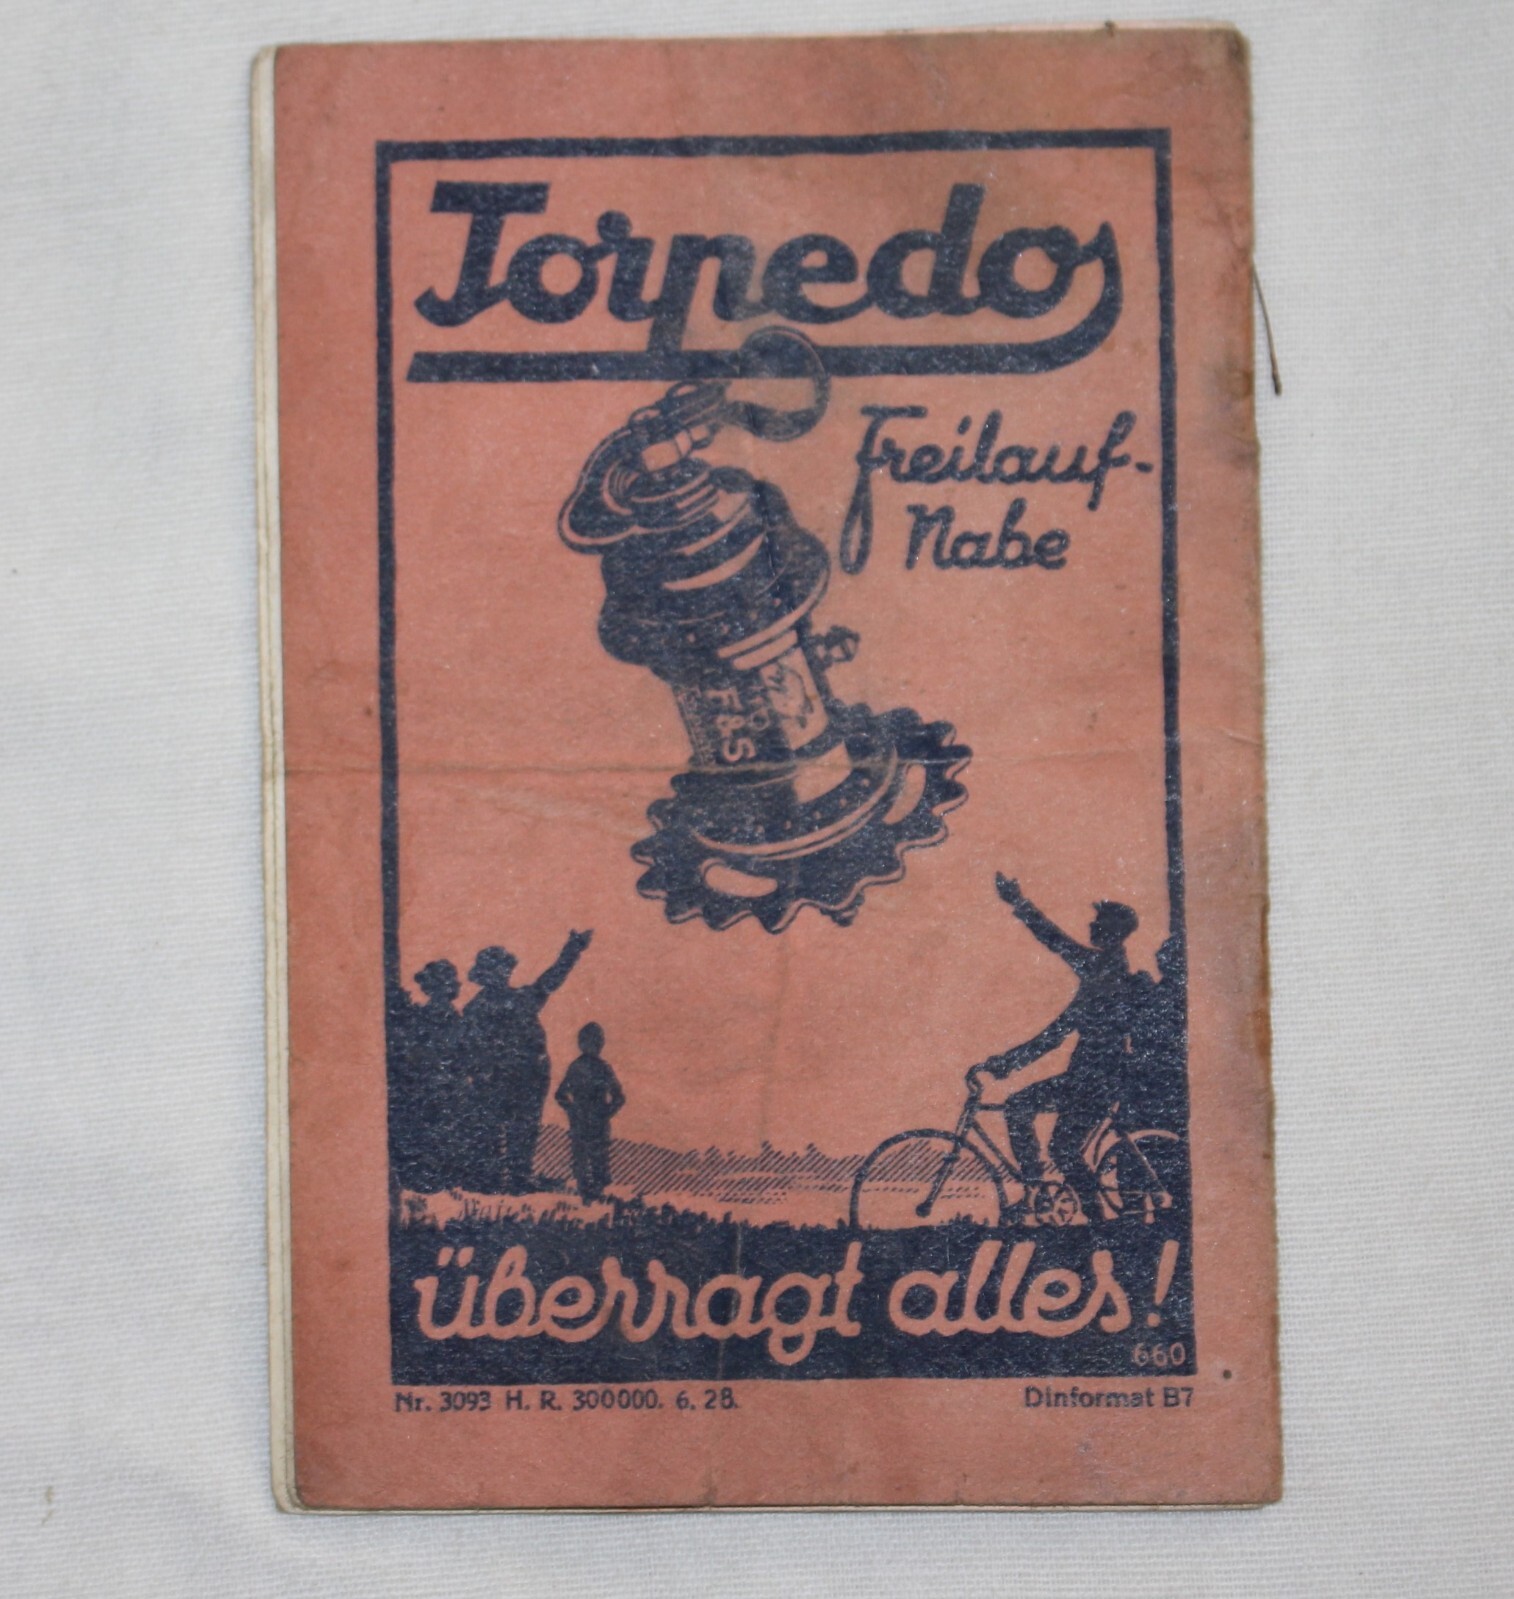 Torpedo
Freilauf-
Nabe
F&S
überragt alles!
660
Nr. 3093 H. R. 300000. 6. 28.
Dinformat B7